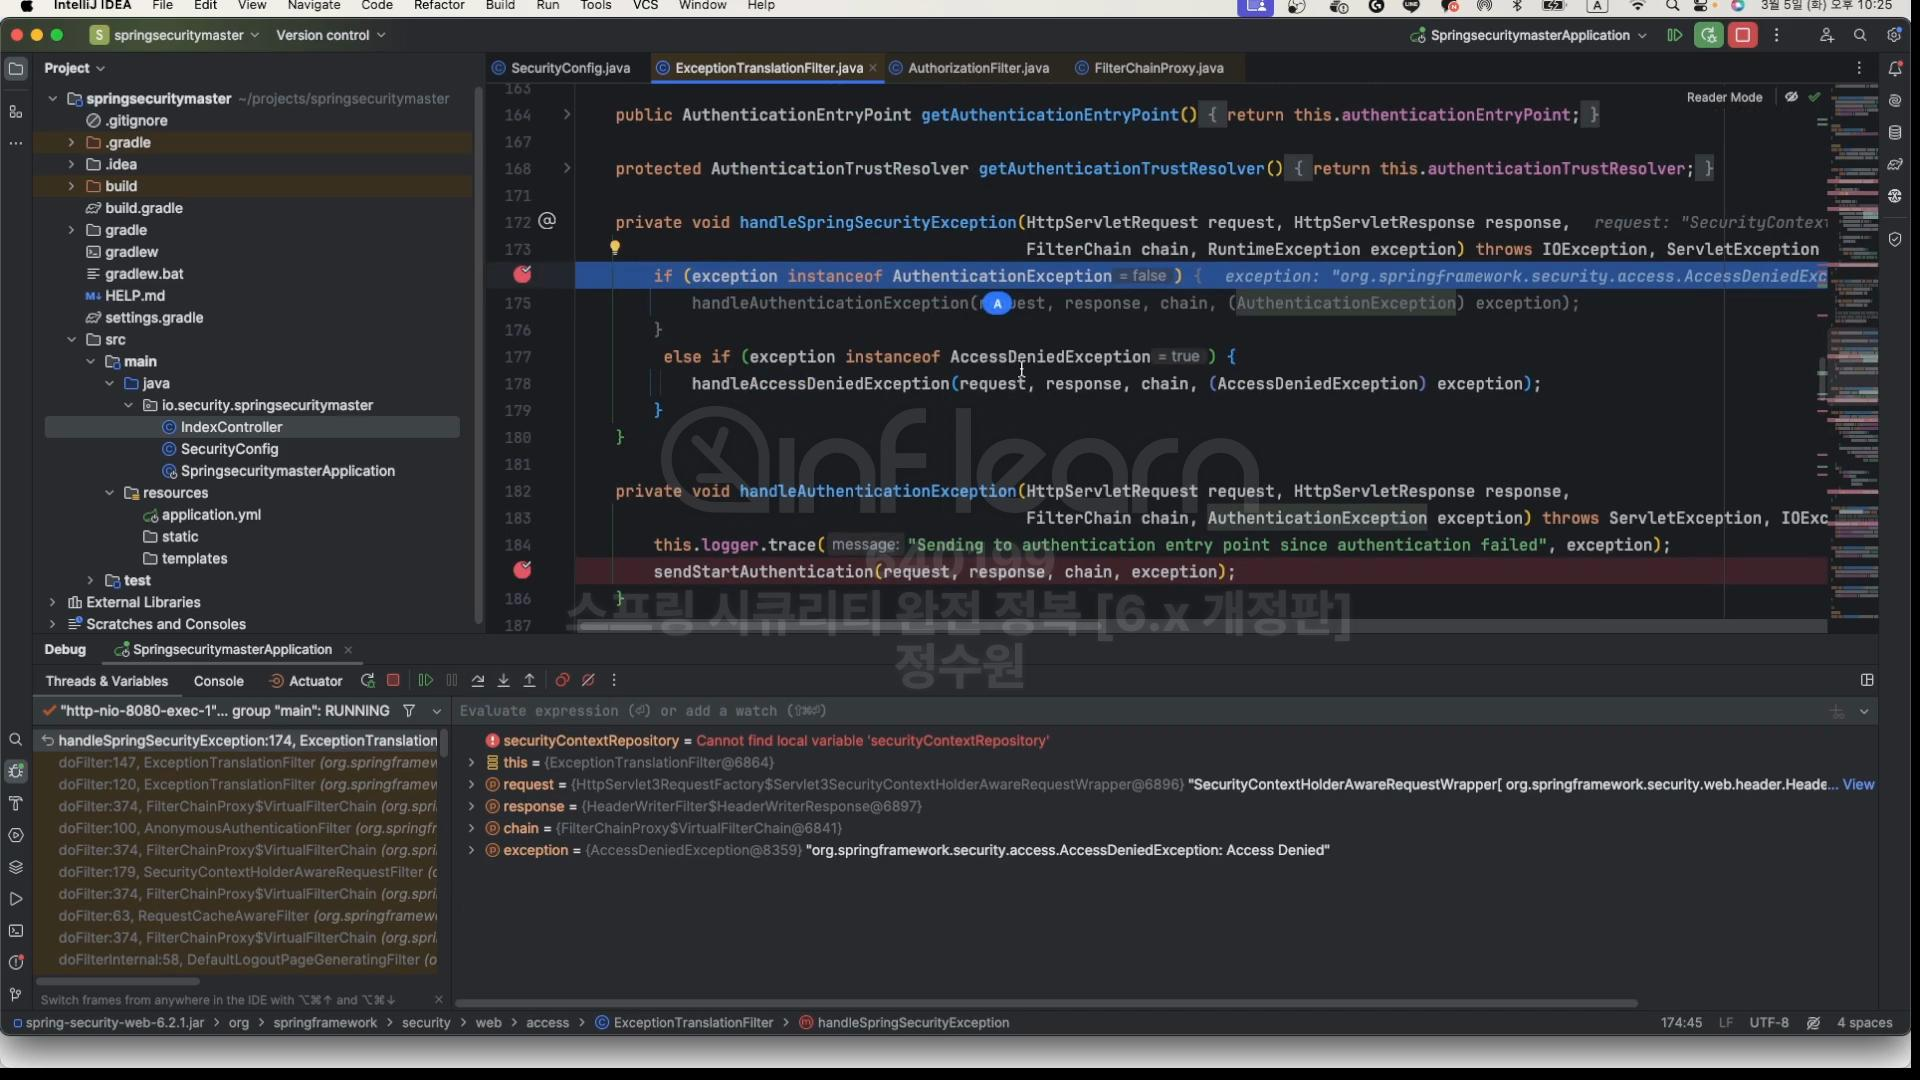 IntelliJ IDEA File Edit View Navigate Code Refactor Build Run Tools VCS Window Help 3월 5일 (화) 오후 10:25
S springsecuritymaster Version control SpringsecuritymasterApplication
Project
springsecuritymaster ~/projects/springsecuritymaster
.gitignore
.gradle
.idea
build
build.gradle
gradle
gradlew
gradlew.bat
HELP.md
settings.gradle
src
main
java
io.security.springsecuritymaster
IndexController
SecurityConfig
SpringsecuritymasterApplication
resources
application.yml
static
templates
test
External Libraries
Scratches and Consoles
SecurityConfig.java ExceptionTranslationFilter.java AuthorizationFilter.java FilterChainProxy.java
Reader Mode
163
164 public AuthenticationEntryPoint getAuthenticationEntryPoint() { return this.authenticationEntryPoint; }
167
168 protected AuthenticationTrustResolver getAuthenticationTrustResolver() { return this.authenticationTrustResolver; }
171
172 @ private void handleSpringSecurityException(HttpServletRequest request, HttpServletResponse response, request: "SecurityContex
173 FilterChain chain, RuntimeException exception) throws IOException, ServletException
if (exception instanceof AuthenticationException = false ) { exception: "org.springframework.security.access.AccessDeniedExc
175 handleAuthenticationException(request, response, chain, (AuthenticationException) exception);
A
176 }
177 else if (exception instanceof AccessDeniedException = true ) {
178 handleAccessDeniedException(request, response, chain, (AccessDeniedException) exception);
179 }
180 }
181
182 private void handleAuthenticationException(HttpServletRequest request, HttpServletResponse response,
183 FilterChain chain, AuthenticationException exception) throws ServletException, IOExc
184 this.logger.trace( message: "Sending to authentication entry point since authentication failed", exception);
sendStartAuthentication(request, response, chain, exception);
186 }
187
inflearn
640199
스프링 시큐리티 완전 정복 [6.x 개정판]
정수원
Debug SpringsecuritymasterApplication
Threads & Variables Console Actuator
"http-nio-8080-exec-1"... group "main": RUNNING
handleSpringSecurityException:174, ExceptionTranslation
doFilter:147, ExceptionTranslationFilter (org.springframew
doFilter:120, ExceptionTranslationFilter (org.springframew
doFilter:374, FilterChainProxy$VirtualFilterChain (org.spri
doFilter:100, AnonymousAuthenticationFilter (org.springfr
doFilter:374, FilterChainProxy$VirtualFilterChain (org.spri
doFilter:179, SecurityContextHolderAwareRequestFilter (o
doFilter:374, FilterChainProxy$VirtualFilterChain (org.spri
doFilter:63, RequestCacheAwareFilter (org.springframew
doFilter:374, FilterChainProxy$VirtualFilterChain (org.spri
doFilterInternal:58, DefaultLogoutPageGeneratingFilter (o
Switch frames from anywhere in the IDE with ⌥⌘↑ and ⌥⌘↓
Evaluate expression (⏎) or add a watch (⇧⌘⏎)
securityContextRepository = Cannot find local variable 'securityContextRepository'
this = {ExceptionTranslationFilter@6864}
request = {HttpServlet3RequestFactory$Servlet3SecurityContextHolderAwareRequestWrapper@6896} "SecurityContextHolderAwareRequestWrapper[ org.springframework.security.web.header.Heade... View
response = {HeaderWriterFilter$HeaderWriterResponse@6897}
chain = {FilterChainProxy$VirtualFilterChain@6841}
exception = {AccessDeniedException@8359} "org.springframework.security.access.AccessDeniedException: Access Denied"
spring-security-web-6.2.1.jar > org > springframework > security > web > access > ExceptionTranslationFilter > handleSpringSecurityException 174:45 LF UTF-8 4 spaces